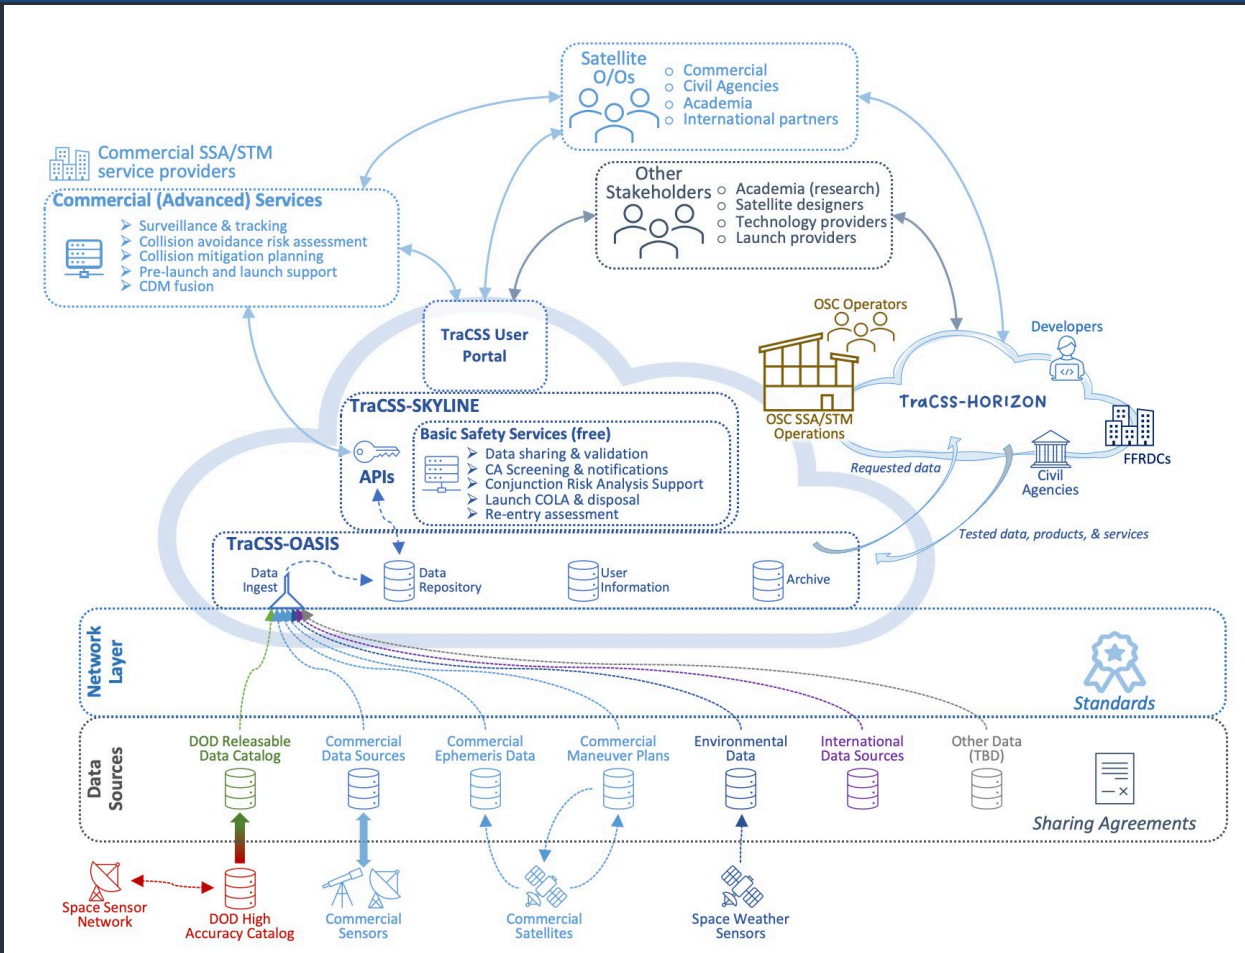 Satellite
O/Os
Commercial
Civil Agencies
Academia
International partners
Commercial SSA/STM
service providers
Commercial (Advanced) Services
Surveillance & tracking
Collision avoidance risk assessment
Collision mitigation planning
Pre-launch and launch support
CDM fusion
Other
Stakeholders
Academia (research)
Satellite designers
Technology providers
Launch providers
TraCSS User
Portal
OSC Operators
OSC SSA/STM
Operations
Developers
TraCSS-HORIZON
FFRDCs
Civil
Agencies
Requested data
Tested data, products, & services
TraCSS-SKYLINE
APIs
Basic Safety Services (free)
Data sharing & validation
CA Screening & notifications
Conjunction Risk Analysis Support
Launch COLA & disposal
Re-entry assessment
TraCSS-OASIS
Data
Ingest
Data
Repository
User
Information
Archive
Network
Layer
Standards
Data
Sources
DOD Releasable
Data Catalog
Commercial
Data Sources
Commercial
Ephemeris Data
Commercial
Maneuver Plans
Environmental
Data
International
Data Sources
Other Data
(TBD)
Sharing Agreements
Space Sensor
Network
DOD High
Accuracy Catalog
Commercial
Sensors
Commercial
Satellites
Space Weather
Sensors